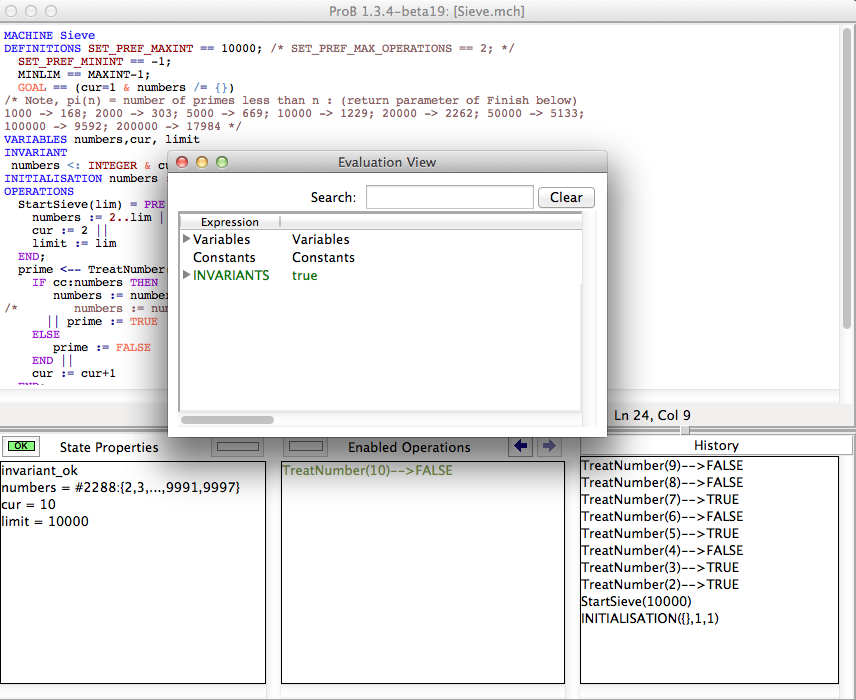 ProB 1.3.4-beta19: [Sieve.mch]
MACHINE Sieve
DEFINITIONS SET_PREF_MAXINT == 10000; /* SET_PREF_MAX_OPERATIONS == 2; */
SET_PREF_MININT == -1;
MINLIM == MAXINT-1;
GOAL == (cur=1 & numbers /= {})
/* Note, pi(n) = number of primes less than n : (return parameter of Finish below)
1000 -> 168; 2000 -> 303; 5000 -> 669; 10000 -> 1229; 20000 -> 2262; 50000 -> 5133;
100000 -> 9592; 200000 -> 17984 */
VARIABLES numbers,cur, limit
INVARIANT
numbers <: INTEGER & cu
INITIALISATION numbers
OPERATIONS
StartSieve(lim) = PRE
numbers := 2..lim ||
cur := 2 ||
limit := lim
END;
prime <-- TreatNumber
IF cc:numbers THEN
numbers := number
/* numbers := num
|| prime := TRUE
ELSE
prime := FALSE
END ||
cur := cur+1
END;
Evaluation View
Search:
Clear
Expression
Variables Variables
Constants Constants
INVARIANTS true
Ln 24, Col 9
OK State Properties
invariant_ok
numbers = #2288:{2,3,...,9991,9997}
cur = 10
limit = 10000
Enabled Operations
TreatNumber(10)-->FALSE
History
TreatNumber(9)-->FALSE
TreatNumber(8)-->FALSE
TreatNumber(7)-->TRUE
TreatNumber(6)-->FALSE
TreatNumber(5)-->TRUE
TreatNumber(4)-->FALSE
TreatNumber(3)-->TRUE
TreatNumber(2)-->TRUE
StartSieve(10000)
INITIALISATION({},1,1)